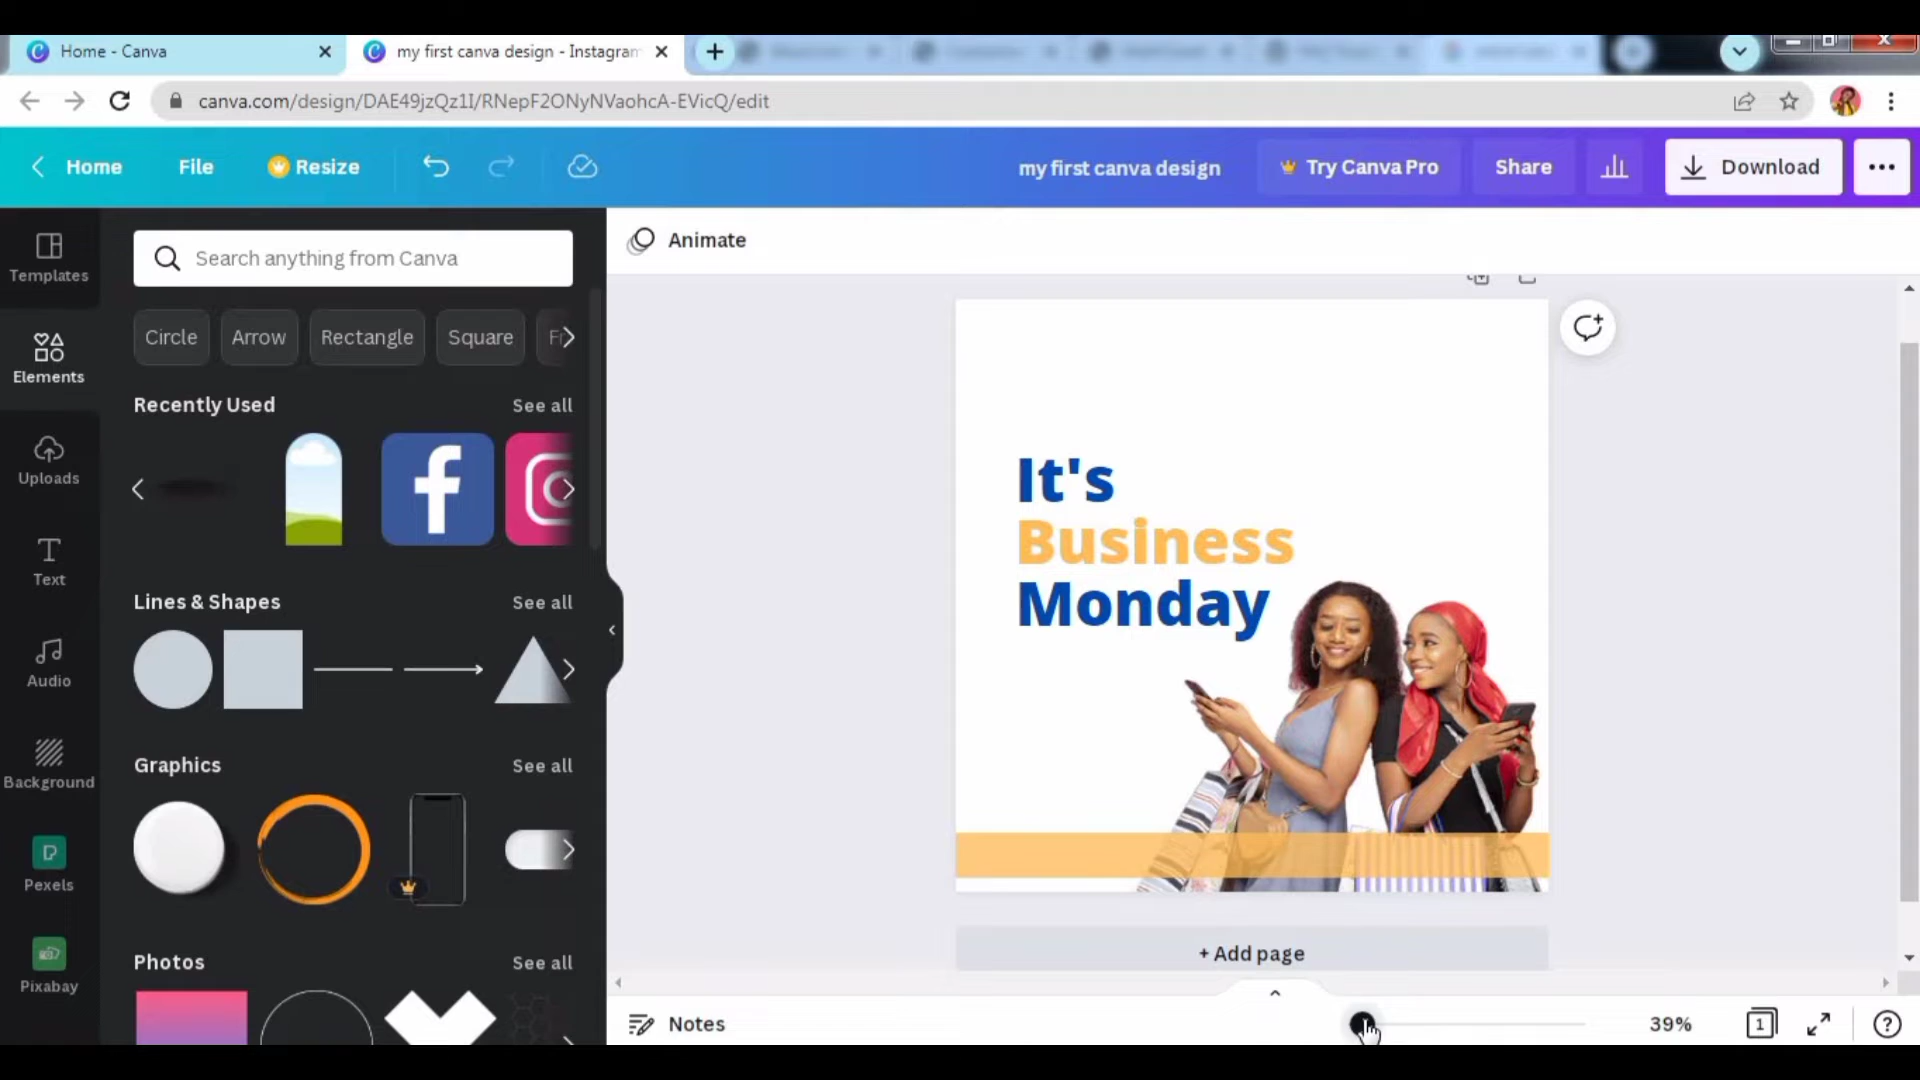 Home - Canva
my first canva design - Instagram
canva.com/design/DAE49jzQz1I/RNepF2ONyNVaohcA-EVicQ/edit
Home
File
Resize
my first canva design
Try Canva Pro
Share
Download
Templates
Elements
Uploads
Text
Audio
Background
Pexels
Pixabay
Search anything from Canva
Circle
Arrow
Rectangle
Square
Recently Used
See all
Lines & Shapes
See all
Graphics
See all
Photos
See all
Animate
It's
Business
Monday
+ Add page
Notes
39%
1